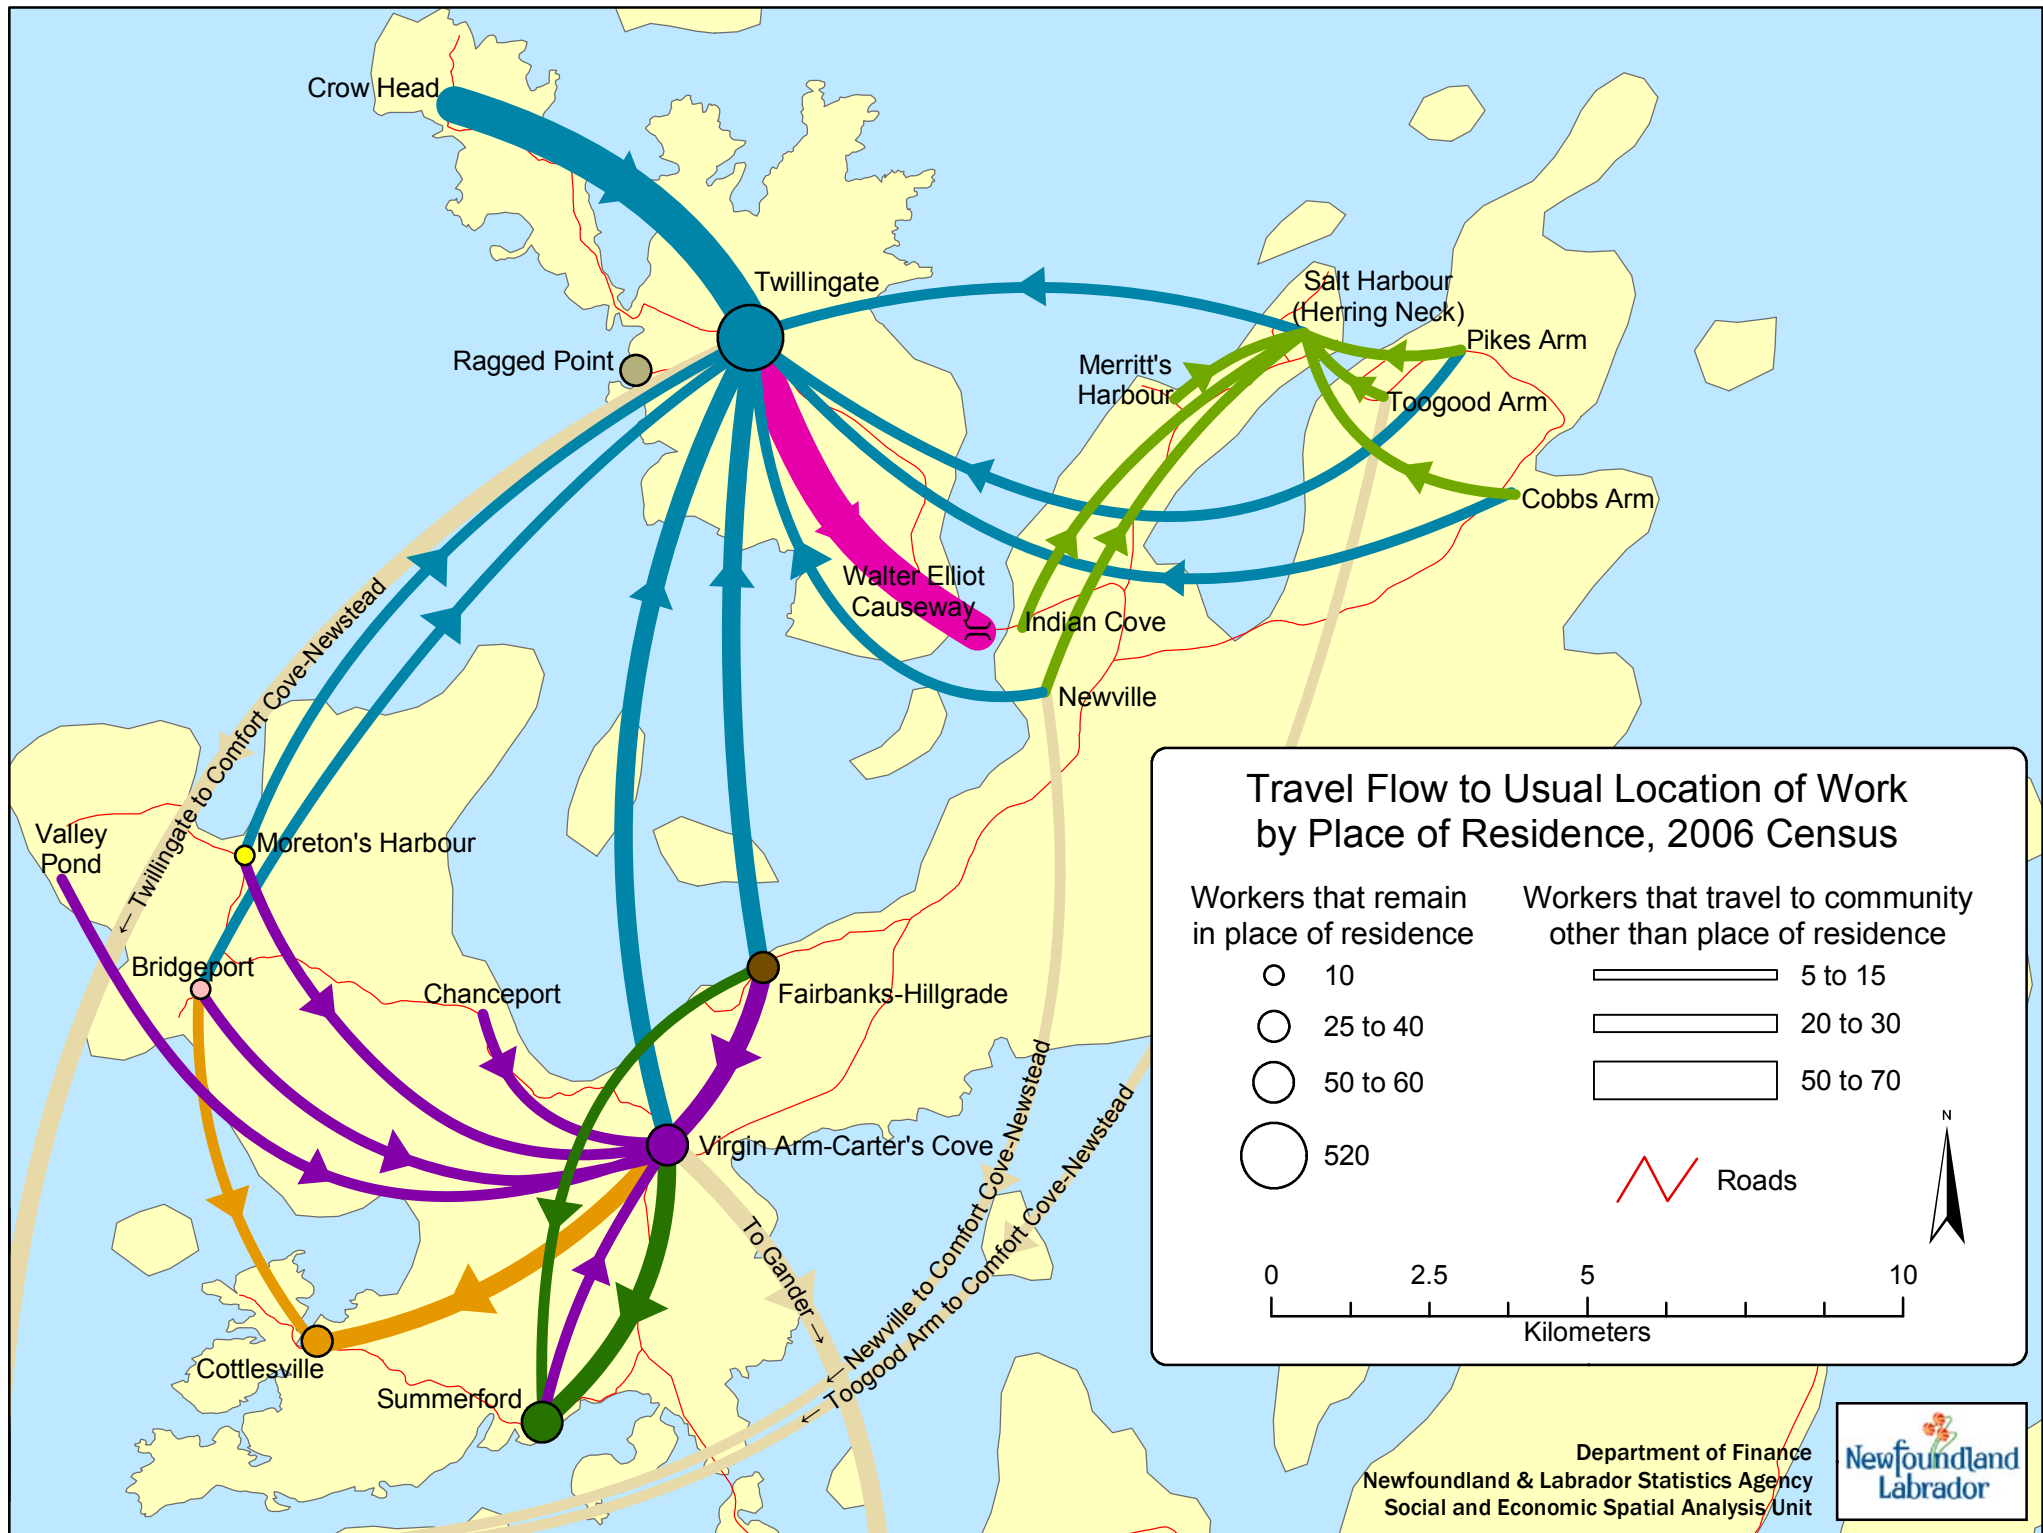 Crow Head
Twillingate
Salt Harbour
(Herring Neck)
Pikes Arm
Ragged Point
Merritt's
Harbour
Toogood Arm
Cobbs Arm
Walter Elliot
Causeway
Indian Cove
Newville
← Twillingate to Comfort Cove-Newstead
Valley
Pond
Moreton's Harbour
Bridgeport
Chanceport
Fairbanks-Hillgrade
Virgin Arm-Carter's Cove
To Gander →
← Newville to Comfort Cove-Newstead
← Toogood Arm to Comfort Cove-Newstead
Cottlesville
Summerford
Travel Flow to Usual Location of Work
by Place of Residence, 2006 Census
Workers that remain
in place of residence
10
25 to 40
50 to 60
520
Workers that travel to community
other than place of residence
5 to 15
20 to 30
50 to 70
Roads
N
0 2.5 5 10
Kilometers
Department of Finance
Newfoundland & Labrador Statistics Agency
Social and Economic Spatial Analysis Unit
Newfoundland
Labrador